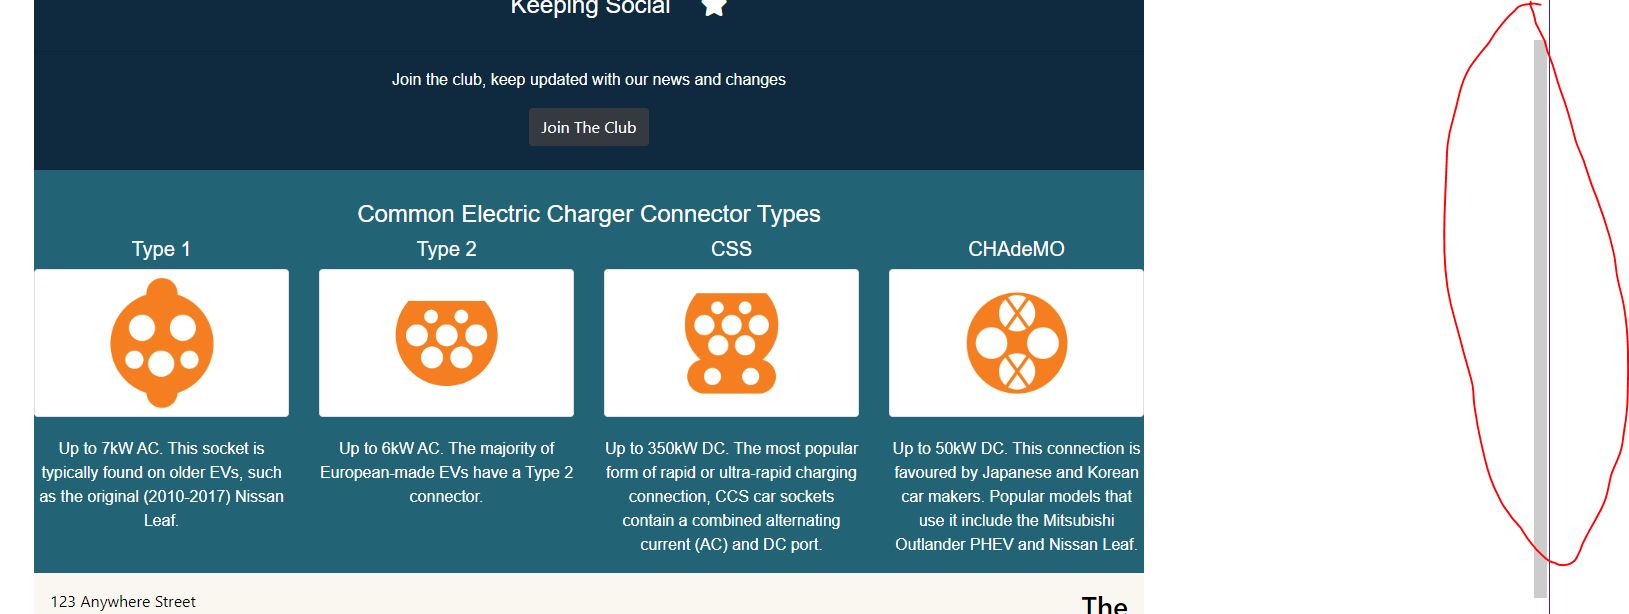 Keeping Social
Join the club, keep updated with our news and changes
Join The Club
Common Electric Charger Connector Types
Type 1
Up to 7kW AC. This socket is
typically found on older EVs, such
as the original (2010-2017) Nissan
Leaf.
Type 2
Up to 6kW AC. The majority of
European-made EVs have a Type 2
connector.
CSS
Up to 350kW DC. The most popular
form of rapid or ultra-rapid charging
connection, CCS car sockets
contain a combined alternating
current (AC) and DC port.
CHAdeMO
Up to 50kW DC. This connection is
favoured by Japanese and Korean
car makers. Popular models that
use it include the Mitsubishi
Outlander PHEV and Nissan Leaf.
123 Anywhere Street
The